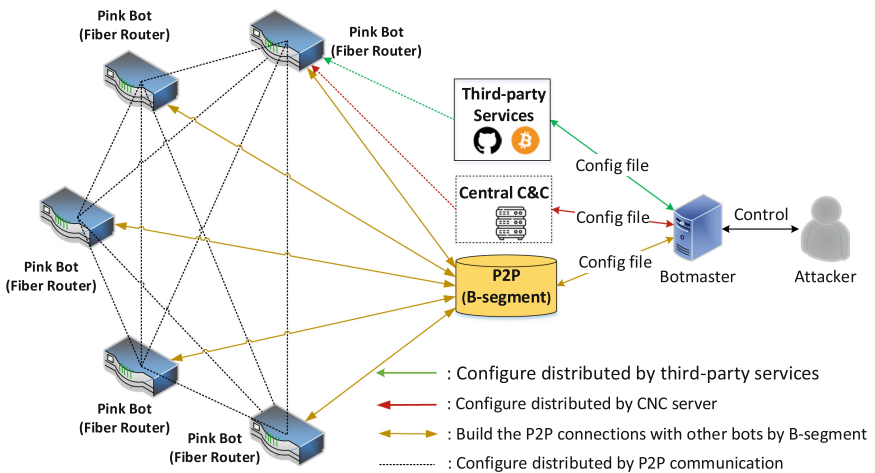 Pink Bot
(Fiber Router)
Pink Bot
(Fiber Router)
Third-party
Services
Config file
Central C&C
Config file
Control
Config file
Botmaster
Attacker
Pink Bot
(Fiber Router)
P2P
(B-segment)
Pink Bot
(Fiber Router)
Pink Bot
(Fiber Router)
: Configure distributed by third-party services
: Configure distributed by CNC server
: Build the P2P connections with other bots by B-segment
: Configure distributed by P2P communication